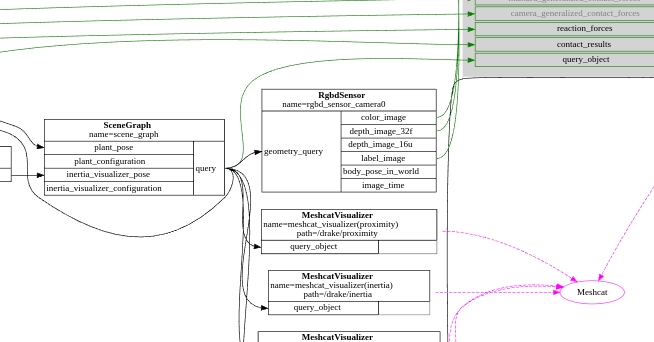 camera_generalized_contact_forces
reaction_forces
contact_results
query_object
RgbdSensor
name=rgbd_sensor_camera0
geometry_query
color_image
depth_image_32f
depth_image_16u
label_image
body_pose_in_world
image_time
SceneGraph
name=scene_graph
plant_pose
plant_configuration
inertia_visualizer_pose
inertia_visualizer_configuration
query
MeshcatVisualizer
name=meshcat_visualizer(proximity)
path=/drake/proximity
query_object
MeshcatVisualizer
name=meshcat_visualizer(inertia)
path=/drake/inertia
query_object
Meshcat
MeshcatVisualizer